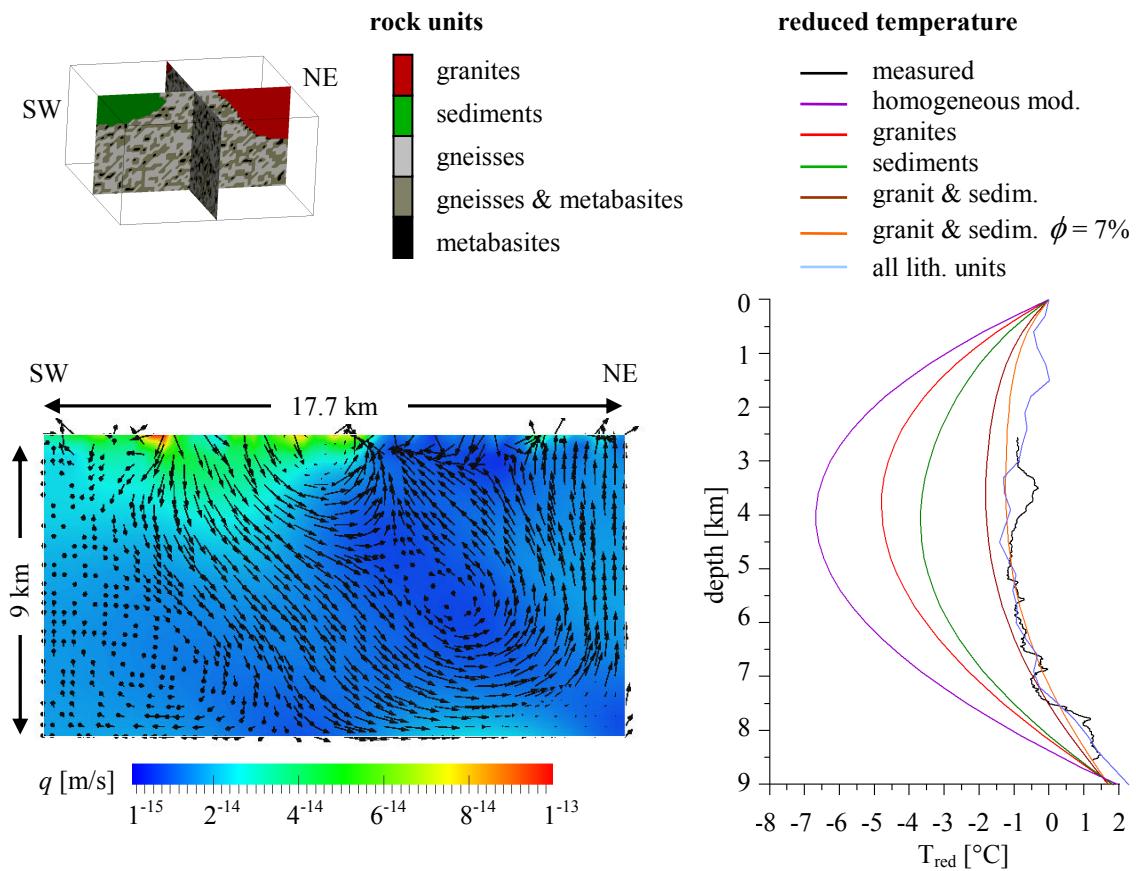 rock units
reduced temperature
SW
NE
granites
sediments
gneisses
gneisses & metabasites
metabasites
measured
homogeneous mod.
granites
sediments
granit & sedim.
granit & sedim. ϕ = 7%
all lith. units
SW
NE
17.7 km
9 km
q [m/s]
1⁻¹⁵ 2⁻¹⁴ 4⁻¹⁴ 6⁻¹⁴ 8⁻¹⁴ 1⁻¹³
0
1
2
3
4
5
6
7
8
9
depth [km]
-8 -7 -6 -5 -4 -3 -2 -1 0 1 2
T_red [°C]